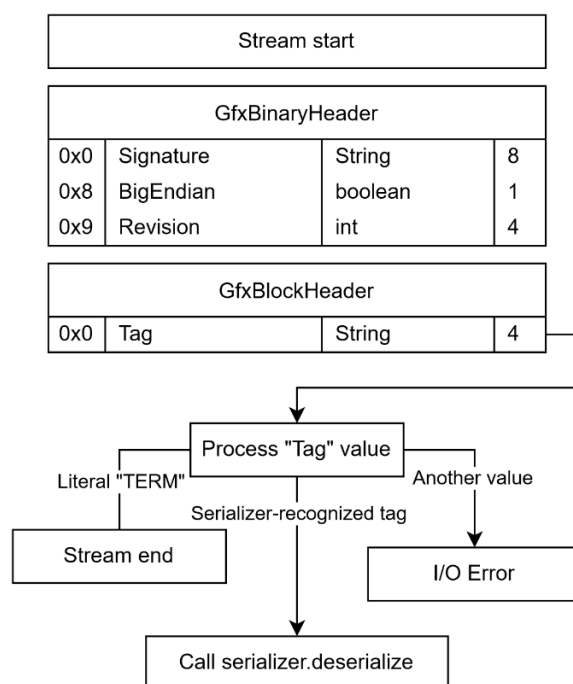 Stream start
GfxBinaryHeader
0x0 Signature String 8
0x8 BigEndian boolean 1
0x9 Revision int 4
GfxBlockHeader
0x0 Tag String 4
Process "Tag" value
Literal "TERM"
Another value
Serializer-recognized tag
Stream end
I/O Error
Call serializer.deserialize